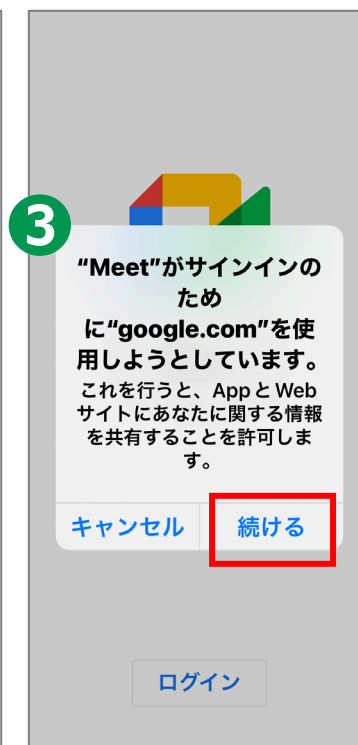 3
“Meet”がサインインの
ため
に“google.com”を使
用しようとしています。
これを行うと、AppとWeb
サイトにあなたに関する情報
を共有することを許可しま
す。
キャンセル
続ける
ログイン